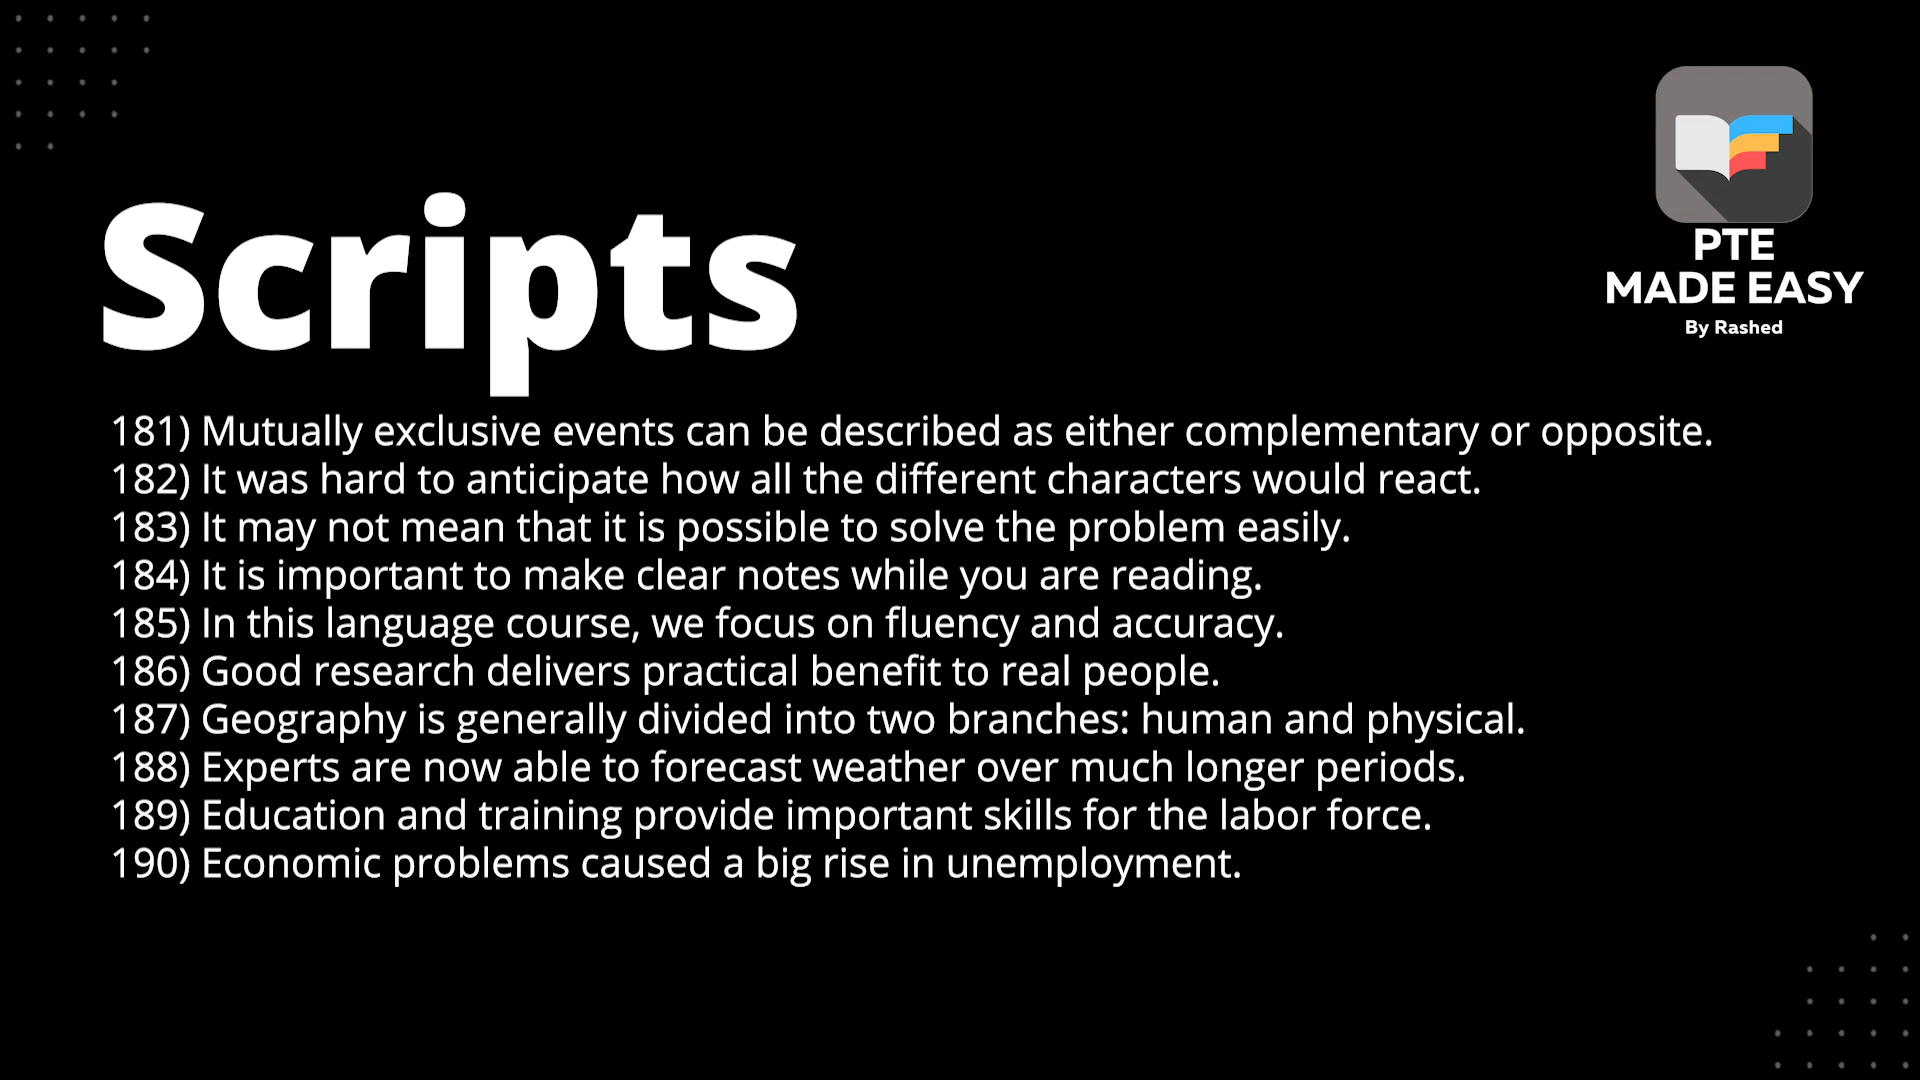 PTE
MADE EASY
By Rashed
Scripts
181) Mutually exclusive events can be described as either complementary or opposite.
182) It was hard to anticipate how all the different characters would react.
183) It may not mean that it is possible to solve the problem easily.
184) It is important to make clear notes while you are reading.
185) In this language course, we focus on fluency and accuracy.
186) Good research delivers practical benefit to real people.
187) Geography is generally divided into two branches: human and physical.
188) Experts are now able to forecast weather over much longer periods.
189) Education and training provide important skills for the labor force.
190) Economic problems caused a big rise in unemployment.